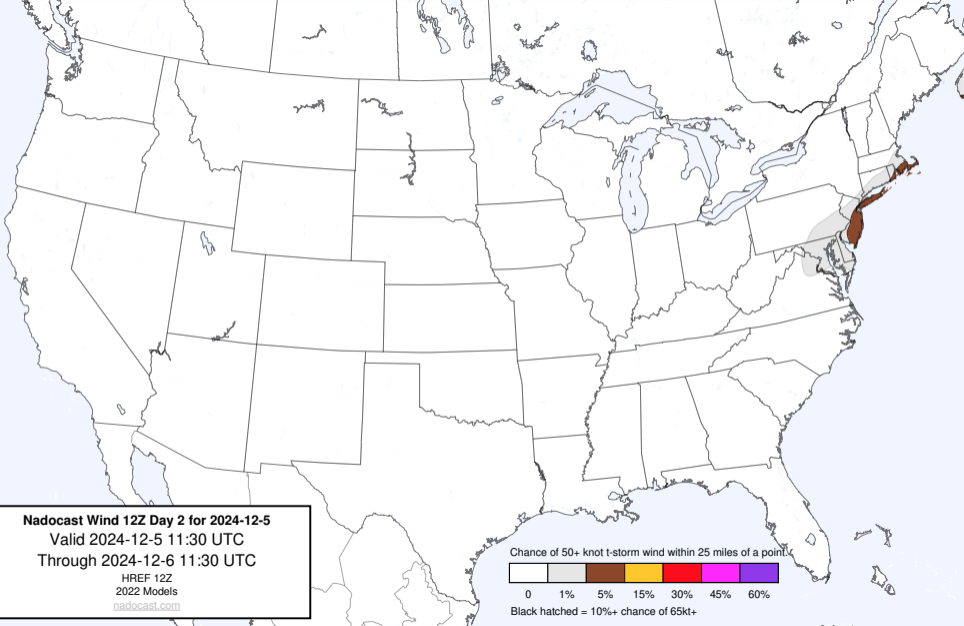 Nadocast Wind 12Z Day 2 for 2024-12-5
Valid 2024-12-5 11:30 UTC
Through 2024-12-6 11:30 UTC
HREF 12Z
2022 Models
nadocast.com
Chance of 50+ knot t-storm wind within 25 miles of a point.
0 1% 5% 15% 30% 45% 60%
Black hatched = 10%+ chance of 65kt+